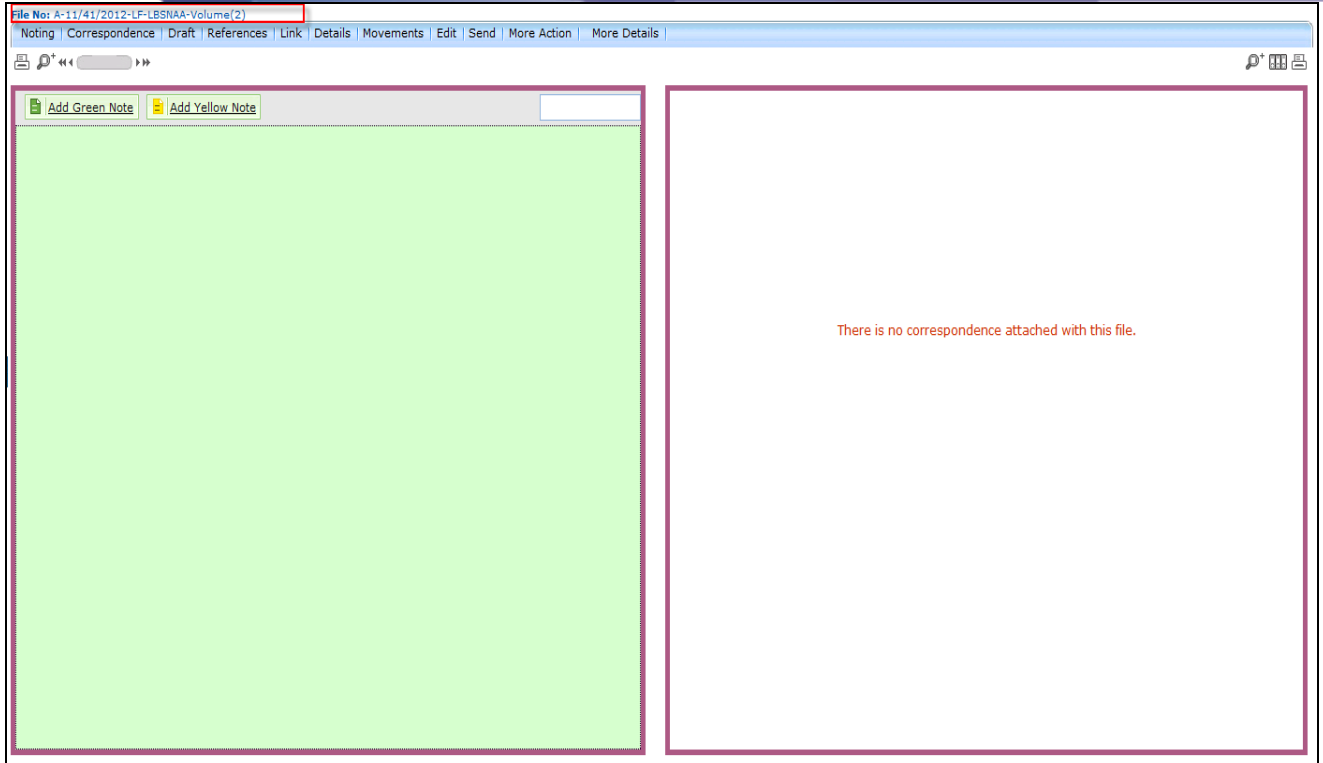 File No: A-11/41/2012-LF-LBSNAA-Volume(2)
Noting | Correspondence | Draft | References | Link | Details | Movements | Edit | Send | More Action | More Details |
Add Green Note Add Yellow Note
There is no correspondence attached with this file.